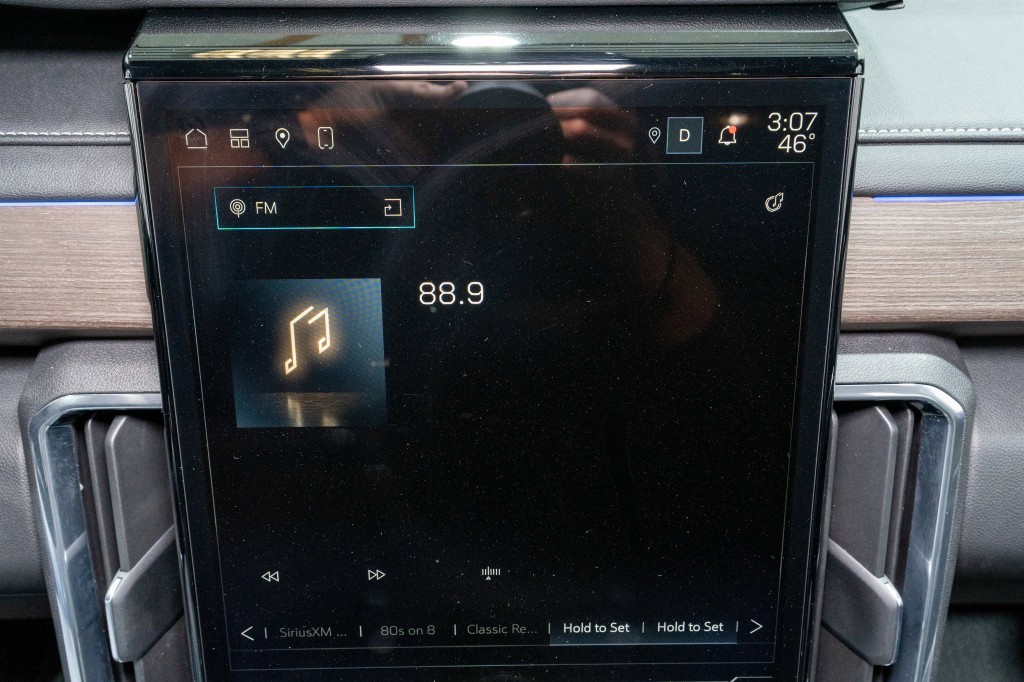 D
3:07
46°
FM
88.9
SiriusXM ... | 80s on 8 | Classic Re... | Hold to Set | Hold to Set |